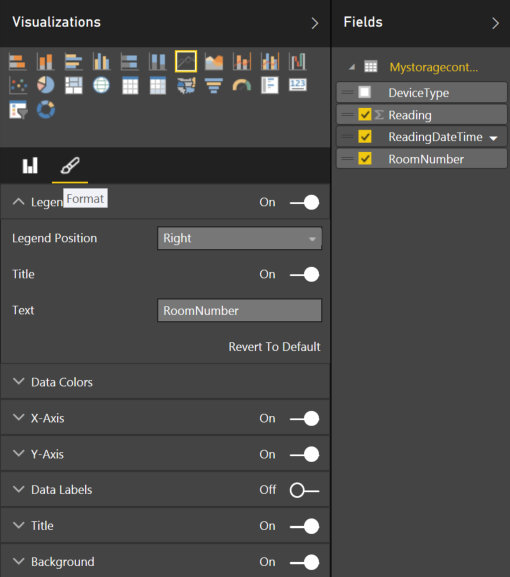 Visualizations
Fields
Mystoragecont...
DeviceType
Reading
ReadingDateTime
RoomNumber
123
Format
Legen On
Legend Position Right
Title On
Text RoomNumber
Revert To Default
Data Colors
X-Axis On
Y-Axis On
Data Labels Off
Title On
Background On